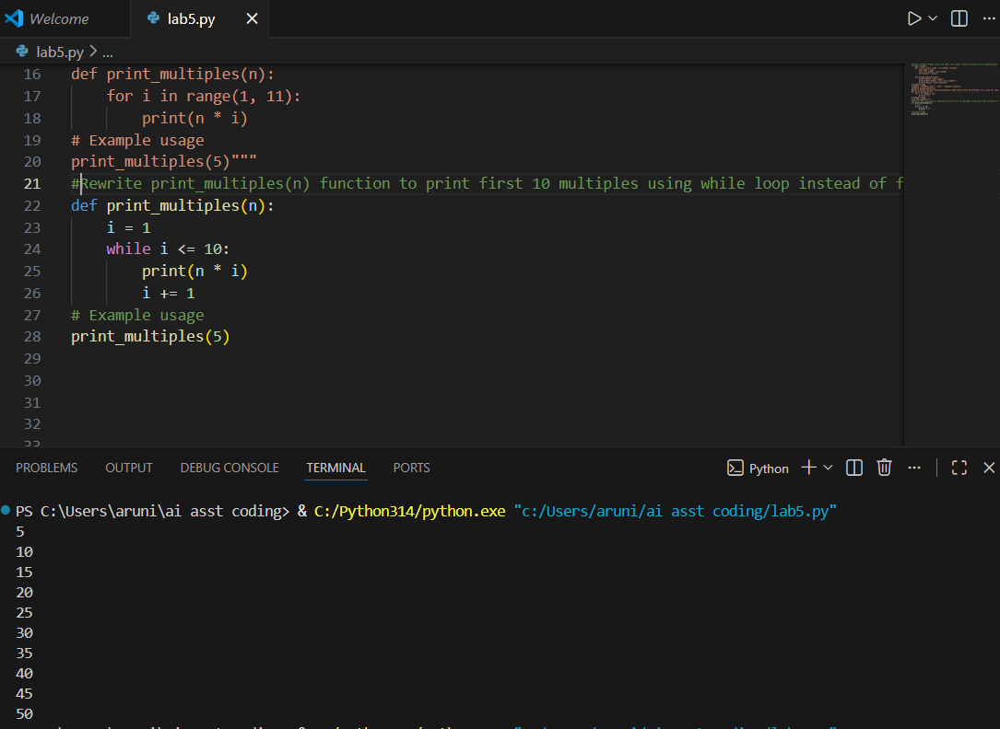 Welcome
lab5.py
lab5.py > ...
16 def print_multiples(n):
17 for i in range(1, 11):
18 print(n * i)
19 # Example usage
20 print_multiples(5)"""
21 #Rewrite print_multiples(n) function to print first 10 multiples using while loop instead of f
22 def print_multiples(n):
23 i = 1
24 while i <= 10:
25 print(n * i)
26 i += 1
27 # Example usage
28 print_multiples(5)
29
30
31
32
33
PROBLEMS OUTPUT DEBUG CONSOLE TERMINAL PORTS
Python
PS C:\Users\aruni\ai asst coding> & C:/Python314/python.exe "c:/Users/aruni/ai asst coding/lab5.py"
5
10
15
20
25
30
35
40
45
50